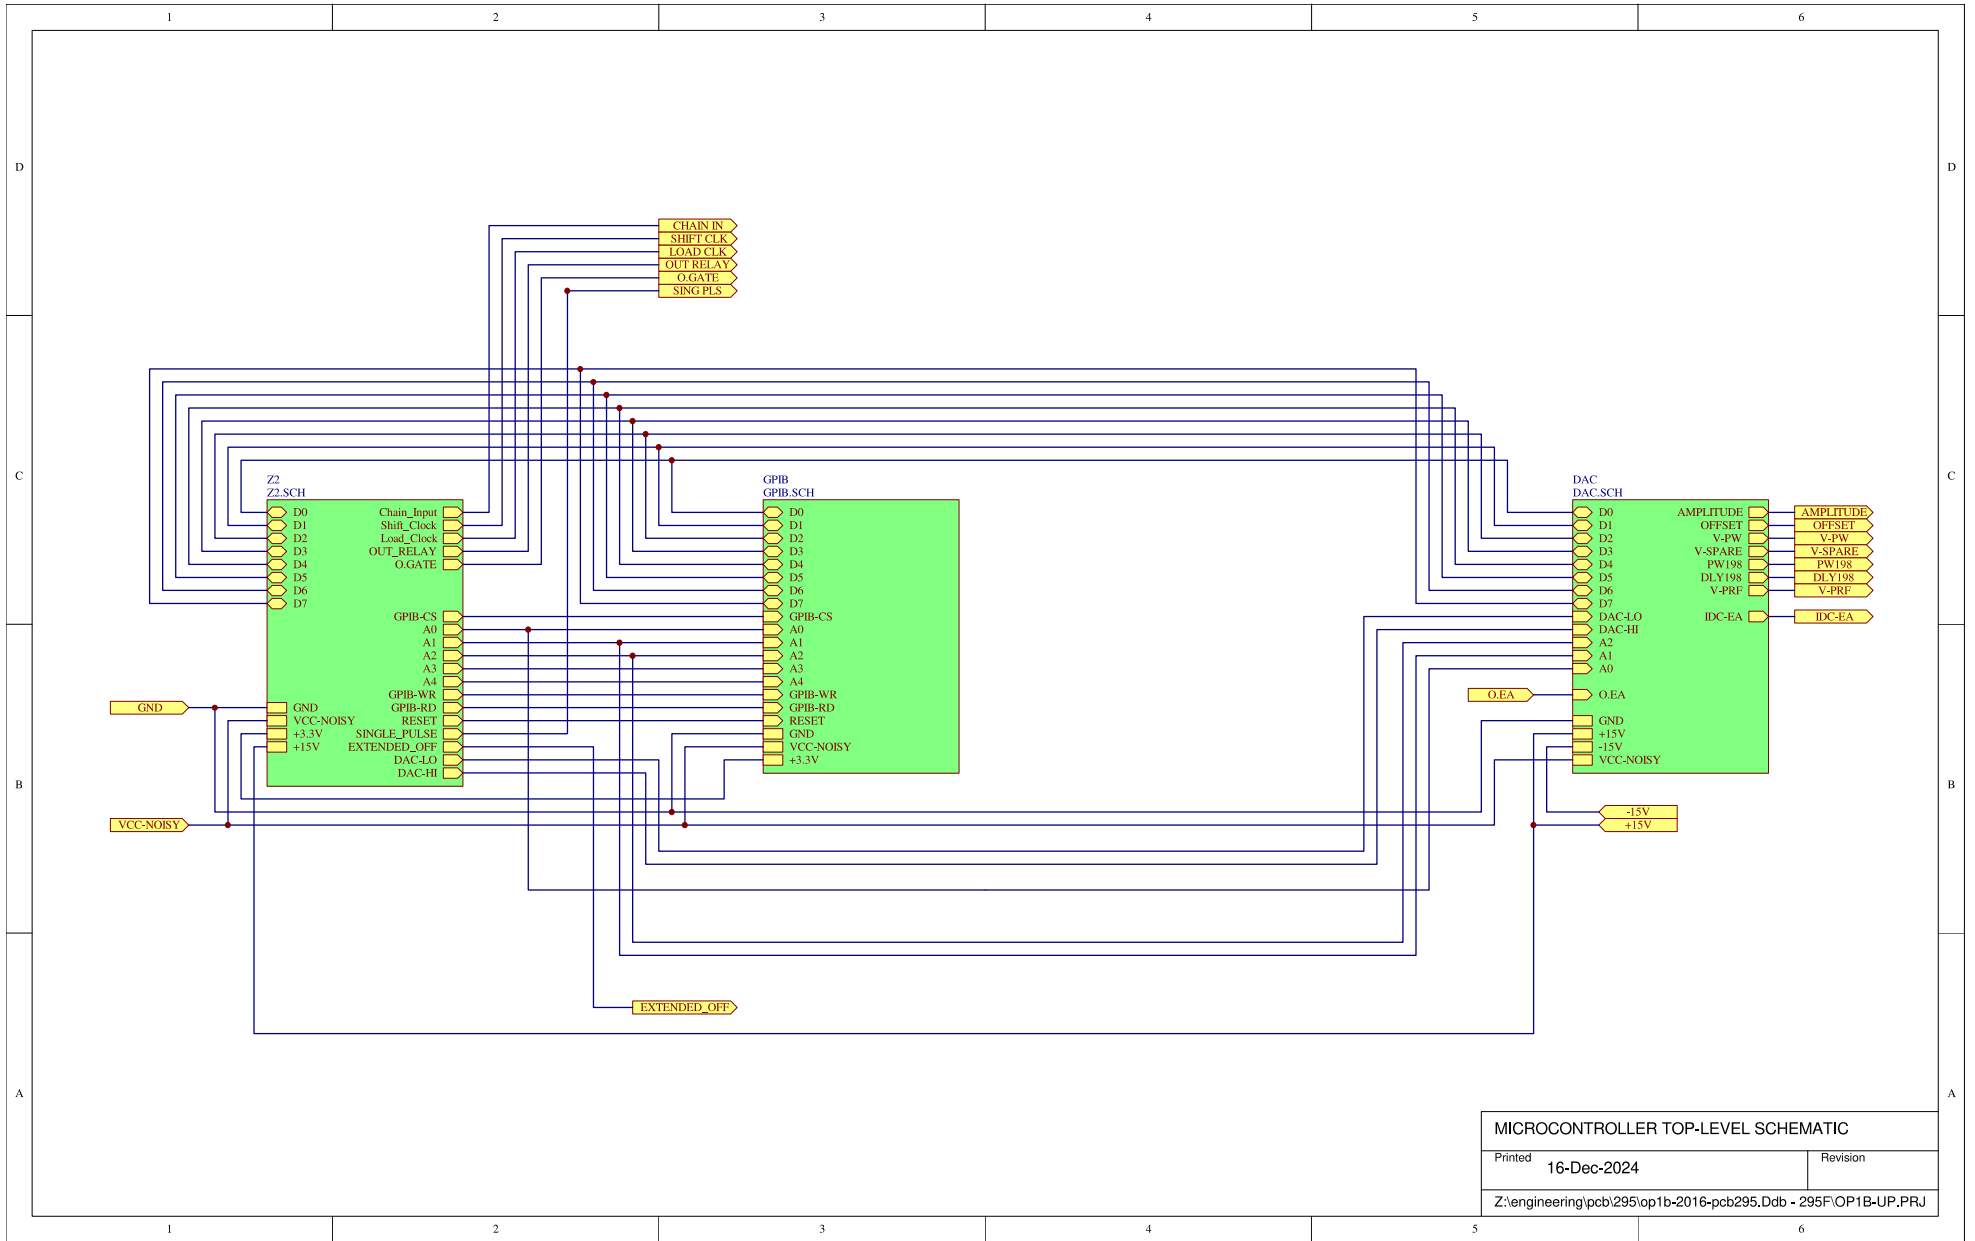 1 2 3 4 5 6
D D
CHAIN IN
SHIFT CLK
LOAD CLK
OUT RELAY
O.GATE
SING PLS
C C
Z2
Z2.SCH
D0 Chain_Input
D1 Shift_Clock
D2 Load_Clock
D3 OUT_RELAY
D4 O.GATE
D5
D6
D7
GPIB-CS
A0
A1
A2
A3
A4
GPIB-WR
GND GPIB-RD
VCC-NOISY RESET
+3.3V SINGLE_PULSE
+15V EXTENDED_OFF
DAC-LO
DAC-HI
GND
VCC-NOISY
GPIB
GPIB.SCH
D0
D1
D2
D3
D4
D5
D6
D7
GPIB-CS
A0
A1
A2
A3
A4
GPIB-WR
GPIB-RD
RESET
GND
VCC-NOISY
+3.3V
DAC
DAC.SCH
D0 AMPLITUDE AMPLITUDE
D1 OFFSET OFFSET
D2 V-PW V-PW
D3 V-SPARE V-SPARE
D4 PW198 PW198
D5 DLY198 DLY198
D6 V-PRF V-PRF
D7
DAC-LO IDC-EA IDC-EA
DAC-HI
A2
A1
A0
O.EA O.EA
GND
+15V
-15V
VCC-NOISY
B B
-15V
+15V
EXTENDED_OFF
A A
MICROCONTROLLER TOP-LEVEL SCHEMATIC
Printed 16-Dec-2024 Revision
Z:\engineering\pcb\295\op1b-2016-pcb295.Ddb - 295F\OP1B-UP.PRJ
1 2 3 4 5 6